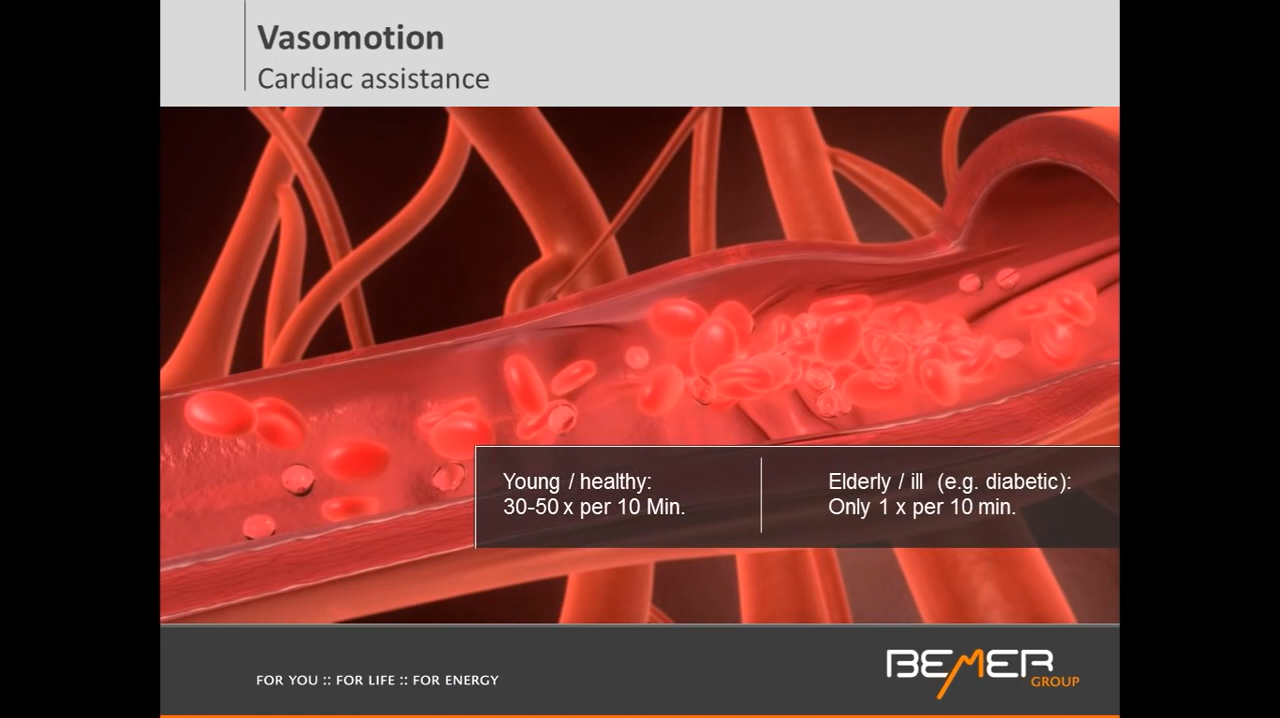 Vasomotion
Cardiac assistance
Young / healthy:
30-50 x per 10 Min.
Elderly / ill (e.g. diabetic):
Only 1 x per 10 min.
FOR YOU :: FOR LIFE :: FOR ENERGY
BEMER
GROUP